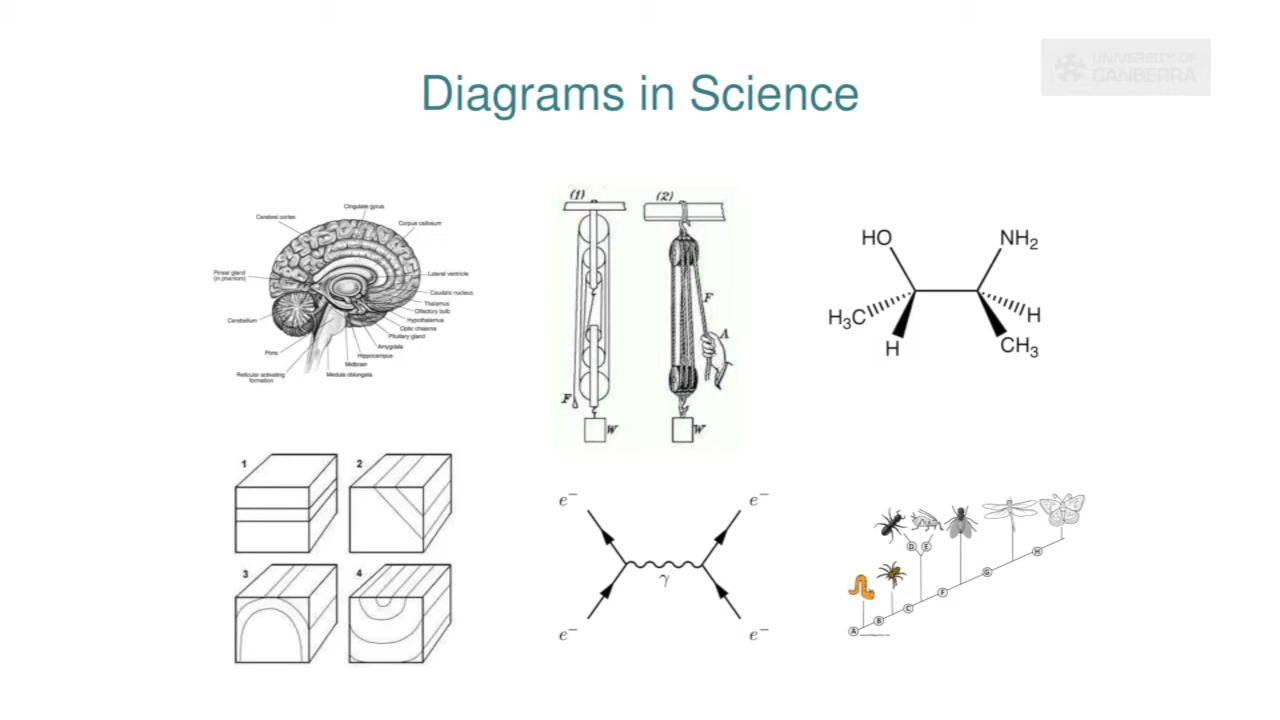 UNIVERSITY OF
CANBERRA
Diagrams in Science
Cingulate gyrus
Cerebral cortex
Corpus callosum
Pineal gland
(in phantom)
Lateral ventricle
Caudate nucleus
Thalamus
Olfactory bulb
Hypothalamus
Optic chiasma
Pituitary gland
Amygdala
Hippocampus
Midbrain
Medulla oblongata
Cerebellum
Pons
Reticular activating
formation
(1)
(2)
F
F
A
W
W
HO
NH2
H3C
H
H
CH3
1
2
3
4
e−
e−
γ
e−
e−
D
E
H
G
F
C
B
A